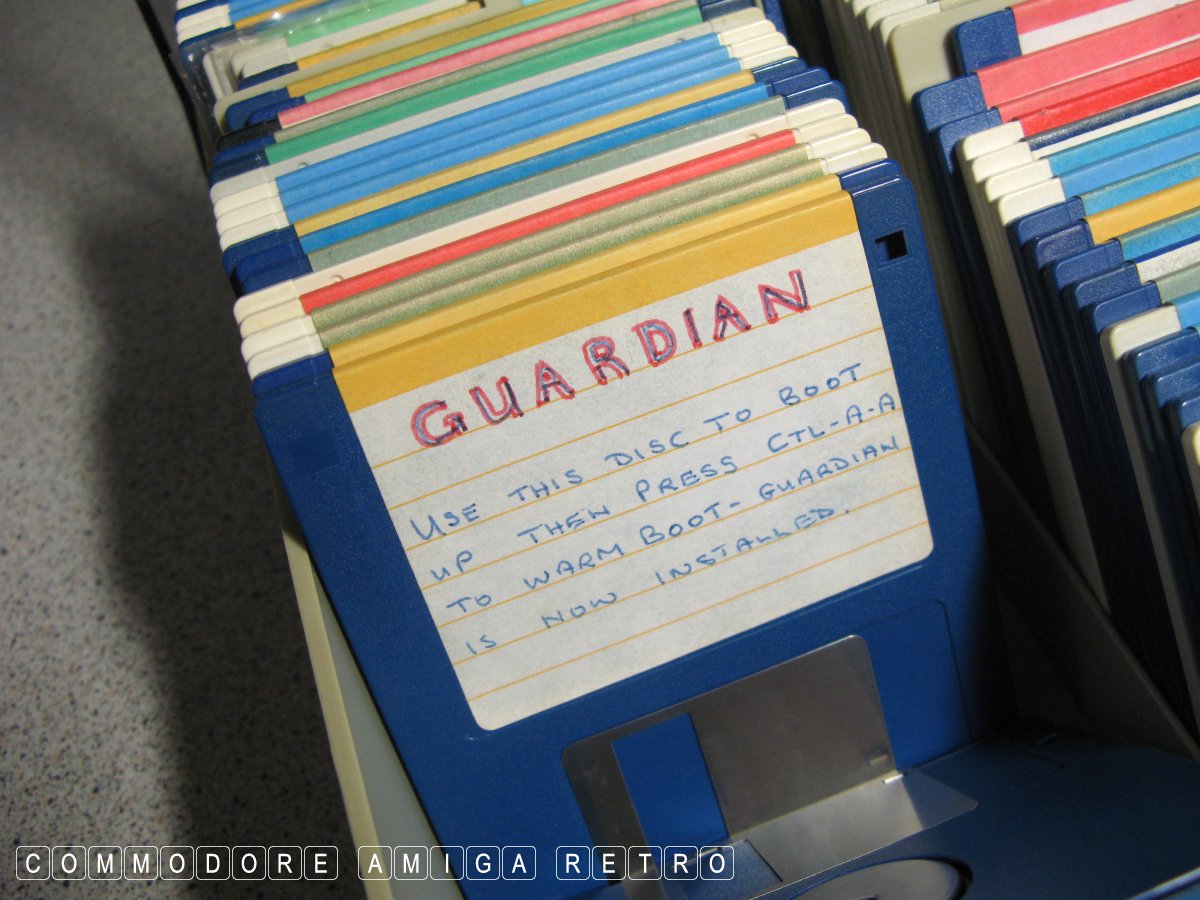 GUARDIAN
USE THIS DISC TO BOOT
UP THEN PRESS CTL-A-A
TO WARM BOOT- GUARDIAN
IS NOW INSTALLED.
COMMODORE AMIGA RETRO